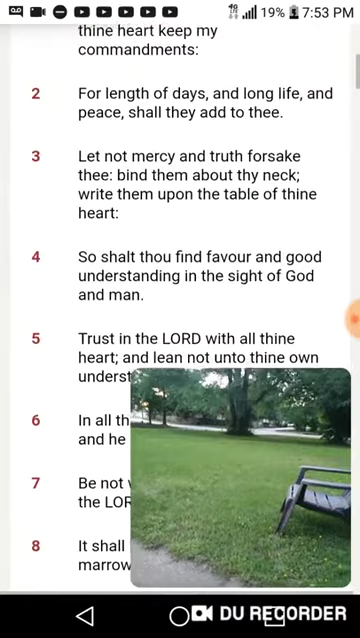 19% 7:53 PM
thine heart keep my
commandments:
2 For length of days, and long life, and
peace, shall they add to thee.
3 Let not mercy and truth forsake
thee: bind them about thy neck;
write them upon the table of thine
heart:
4 So shalt thou find favour and good
understanding in the sight of God
and man.
5 Trust in the LORD with all thine
heart; and lean not unto thine own
underst
6 In all th
and he
7 Be not
the LOR
8 It shall
marrow
DU RECORDER